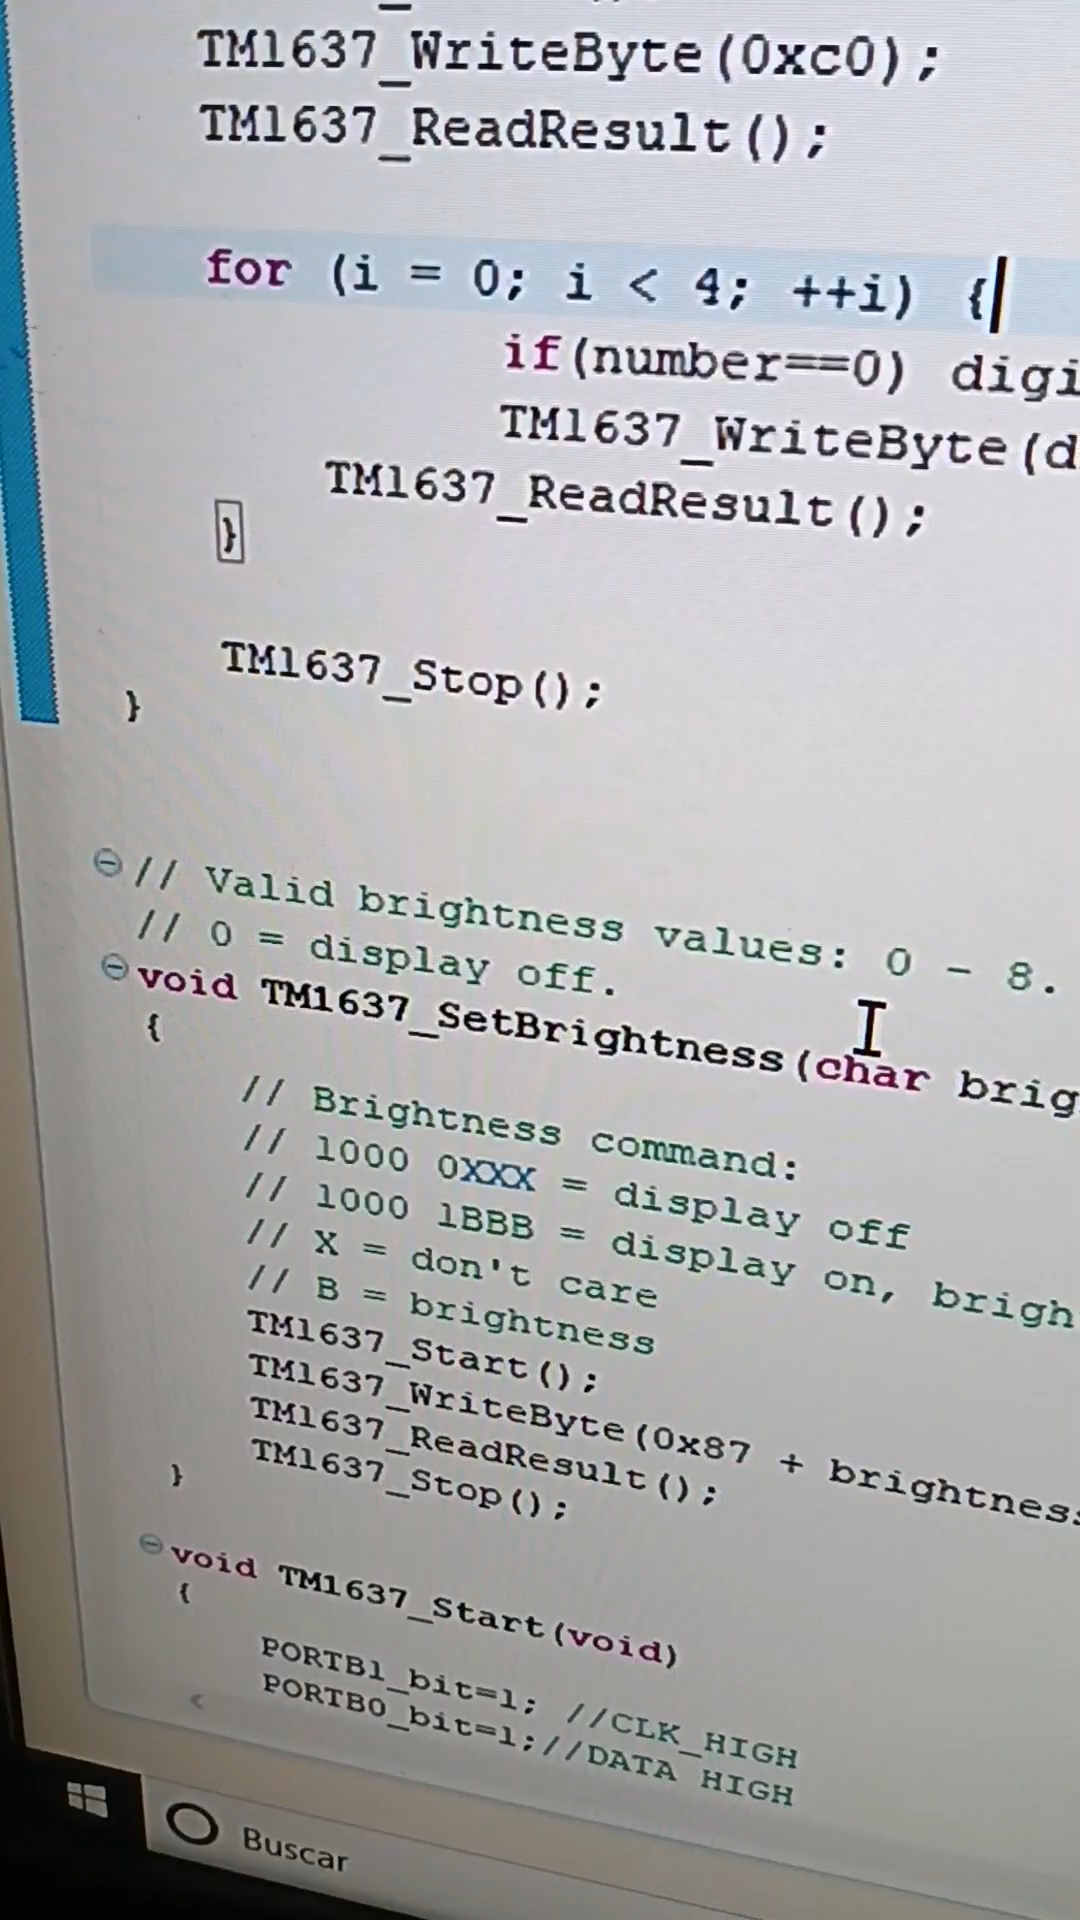 TM1637_WriteByte(0xc0);
TM1637_ReadResult();
for (i = 0; i < 4; ++i) {
if(number==0) digi
TM1637_WriteByte(d
TM1637_ReadResult();
}
TM1637_Stop();
}
// Valid brightness values: 0 - 8.
// 0 = display off.
void TM1637_SetBrightness(char brig
{
// Brightness command:
// 1000 0XXX = display off
// 1000 1BBB = display on, brigh
// X = don't care
// B = brightness
TM1637_Start();
TM1637_WriteByte(0x87 + brightness
TM1637_ReadResult();
TM1637_Stop();
}
void TM1637_Start(void)
{
PORTB1_bit=1; //CLK_HIGH
PORTB0_bit=1;//DATA HIGH
Buscar